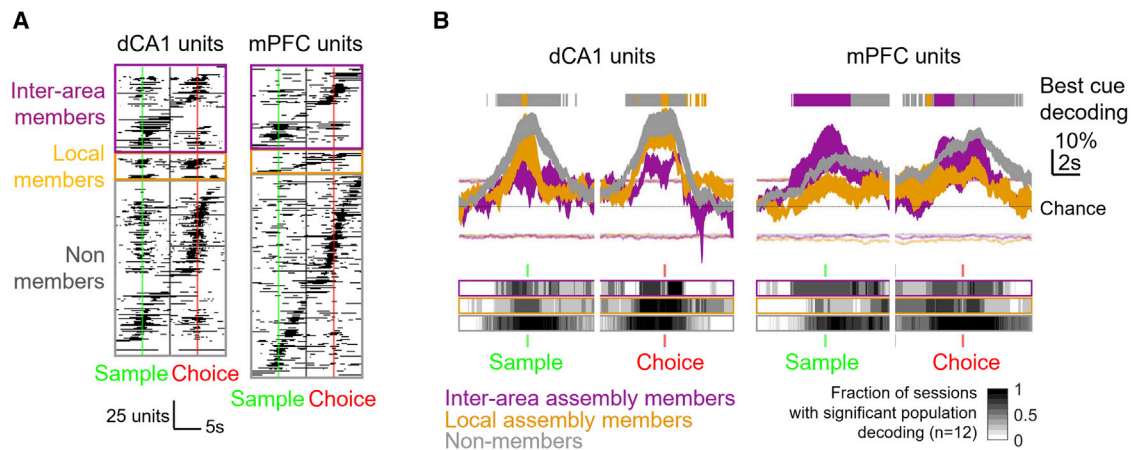 A
dCA1 units
mPFC units
Inter-area
members
Local
members
Non
members
Sample
Choice
Sample
Choice
25 units
5s
B
dCA1 units
mPFC units
Best cue
decoding
10%
2s
Chance
Sample
Choice
Sample
Choice
Inter-area assembly members
Local assembly members
Non-members
Fraction of sessions
with significant population
decoding (n=12)
1
0.5
0